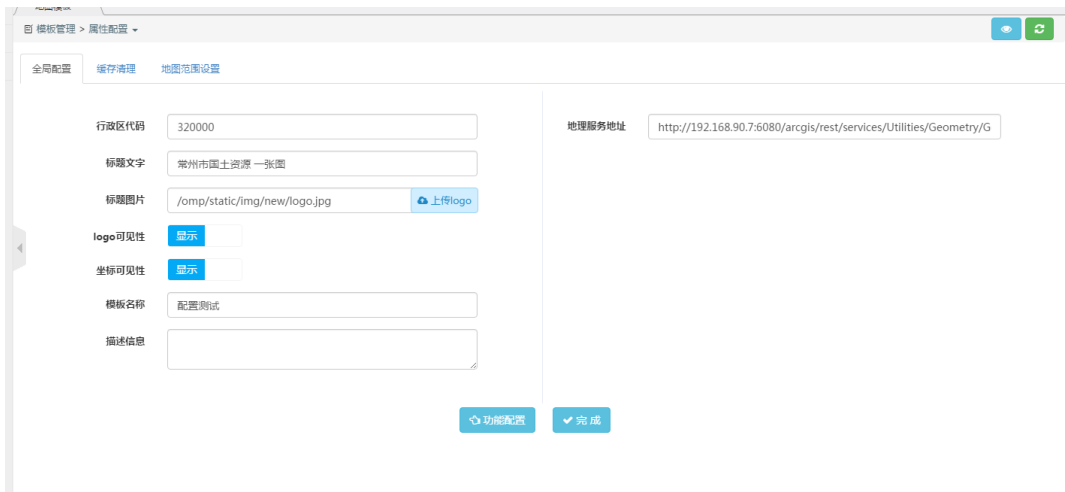 模板管理 > 属性配置
全局配置 缓存清理 地图范围设置
行政区代码 320000
地理服务地址 http://192.168.90.7:6080/arcgis/rest/services/Utilities/Geometry/G
标题文字 常州市国土资源 一张图
标题图片 /omp/static/img/new/logo.jpg 上传logo
logo可见性 显示
坐标可见性 显示
模板名称 配置测试
描述信息
功能配置 完 成